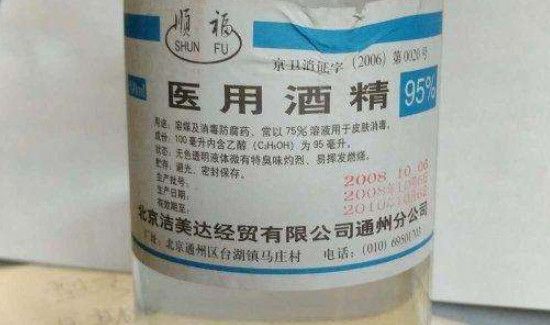 顺 福
SHUN FU
京卫消证字 (2006) 第0020号
医用酒精 95%
用途：溶媒及消毒防腐药、常以75%溶液用于皮肤消毒。
成份：100毫升内含乙醇（C₂H₅OH）为95毫升。
状态：无色透明液体微有特臭味灼剂、易挥发燃烧。
贮存：避光、密封保存。
生产批号：
2008 10 06
生产日期：
有效期至：
北京洁美达经贸有限公司通州分公司
厂址：北京通州区台湖镇马庄村 电话：(010) 69501703